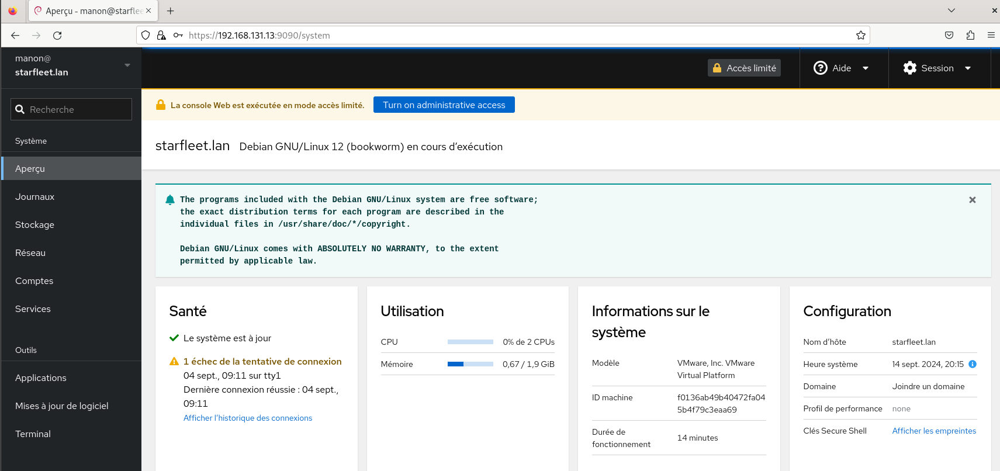 Aperçu - manon@starflee
https://192.168.131.13:9090/system
manon@
starfleet.lan
Accès limité
Aide
Session
La console Web est exécutée en mode accès limité.
Turn on administrative access
Recherche
Système
Aperçu
Journaux
Stockage
Réseau
Comptes
Services
Outils
Applications
Mises à jour de logiciel
Terminal
starfleet.lan Debian GNU/Linux 12 (bookworm) en cours d’exécution
The programs included with the Debian GNU/Linux system are free software;
the exact distribution terms for each program are described in the
individual files in /usr/share/doc/*/copyright.
Debian GNU/Linux comes with ABSOLUTELY NO WARRANTY, to the extent
permitted by applicable law.
Santé
Le système est à jour
1 échec de la tentative de connexion
04 sept., 09:11 sur tty1
Dernière connexion réussie : 04 sept.,
09:11
Afficher l’historique des connexions
Utilisation
CPU 0% de 2 CPUs
Mémoire 0,67 / 1,9 GiB
Informations sur le
système
Modèle VMware, Inc. VMware
Virtual Platform
ID machine f0136ab49b40472fa04
5b4f79c3eaa69
Durée de
fonctionnement 14 minutes
Configuration
Nom d’hôte starfleet.lan
Heure système 14 sept. 2024, 20:15
Domaine Joindre un domaine
Profil de performance none
Clés Secure Shell Afficher les empreintes